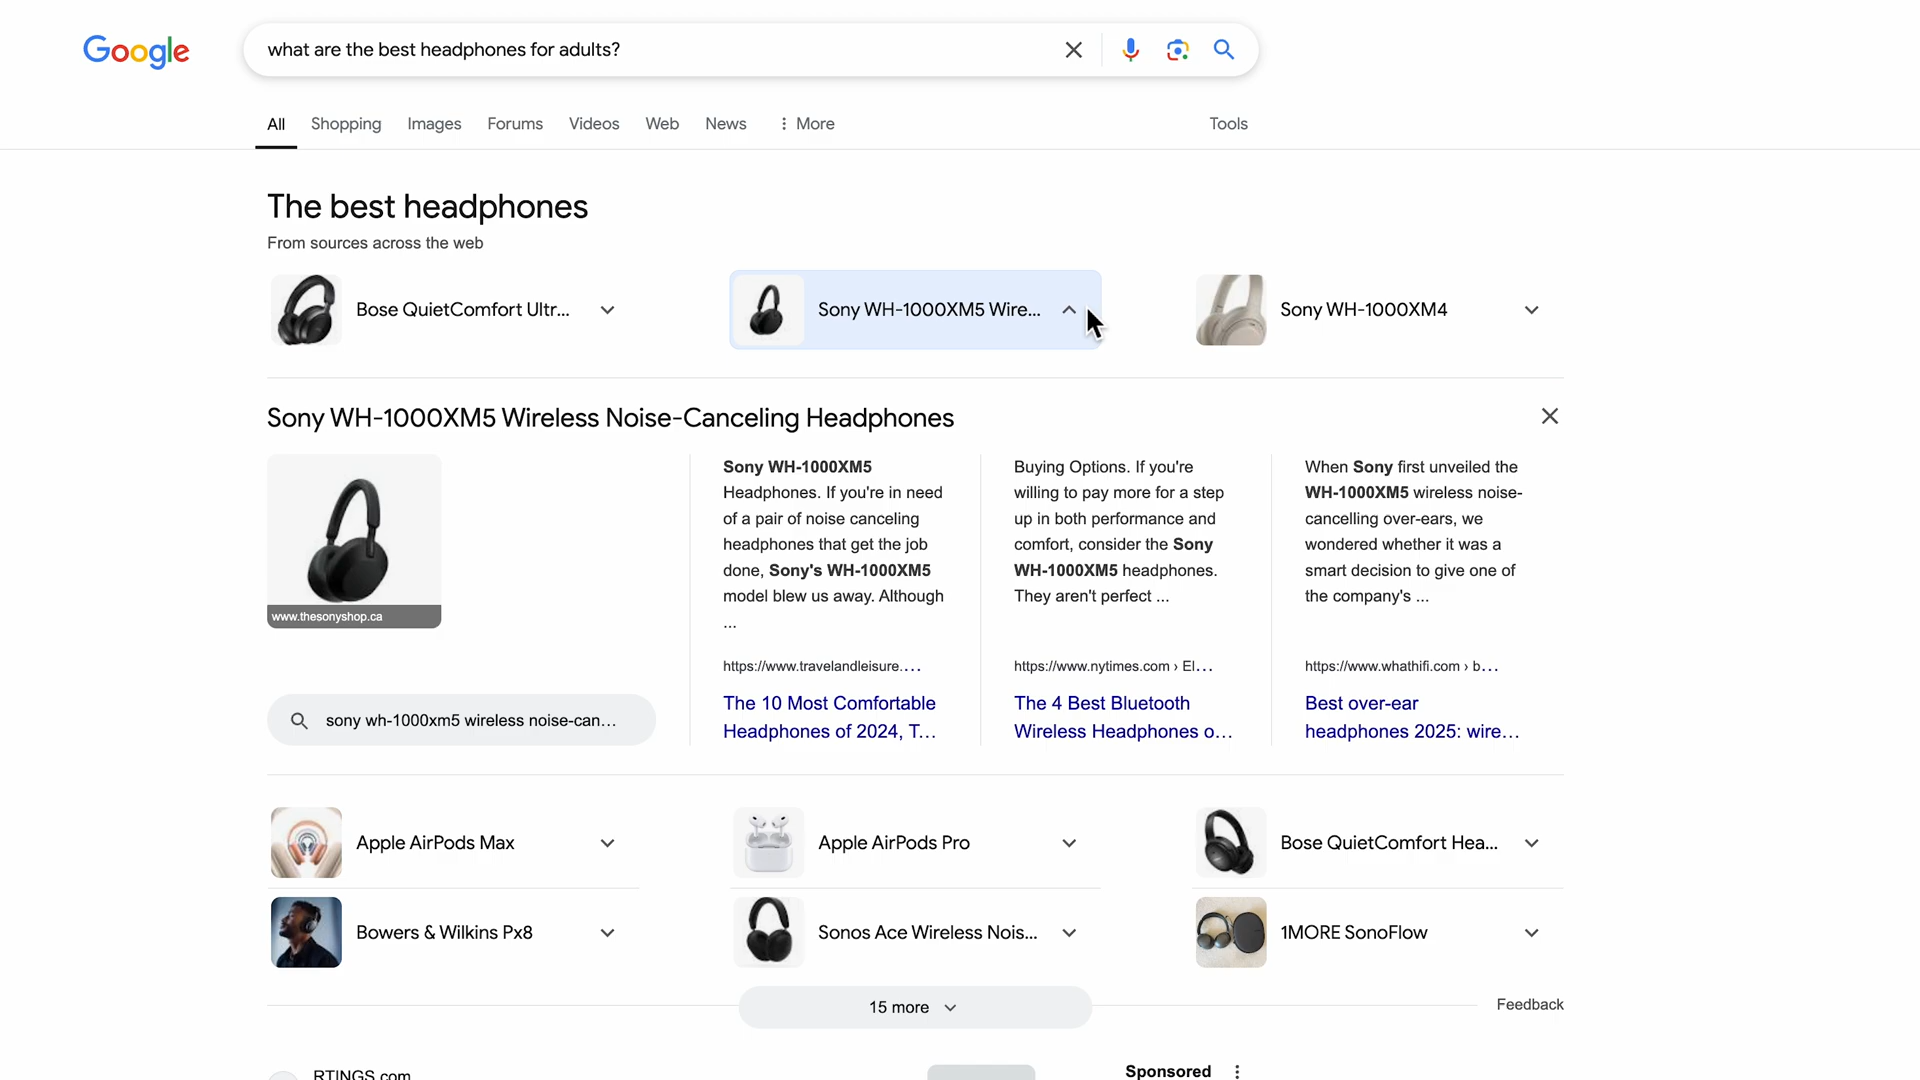 Google
what are the best headphones for adults?
All Shopping Images Forums Videos Web News More Tools
The best headphones
From sources across the web
Bose QuietComfort Ultr...
Sony WH-1000XM5 Wire...
Sony WH-1000XM4
Sony WH-1000XM5 Wireless Noise-Canceling Headphones
www.thesonyshop.ca
sony wh-1000xm5 wireless noise-can...
Sony WH-1000XM5
Headphones. If you're in need
of a pair of noise canceling
headphones that get the job
done, Sony's WH-1000XM5
model blew us away. Although
...
https://www.travelandleisure....
The 10 Most Comfortable
Headphones of 2024, T...
Buying Options. If you're
willing to pay more for a step
up in both performance and
comfort, consider the Sony
WH-1000XM5 headphones.
They aren't perfect ...
https://www.nytimes.com › El...
The 4 Best Bluetooth
Wireless Headphones o...
When Sony first unveiled the
WH-1000XM5 wireless noise-
cancelling over-ears, we
wondered whether it was a
smart decision to give one of
the company's ...
https://www.whathifi.com › b...
Best over-ear
headphones 2025: wire...
Apple AirPods Max
Apple AirPods Pro
Bose QuietComfort Hea...
Bowers & Wilkins Px8
Sonos Ace Wireless Nois...
1MORE SonoFlow
15 more
Feedback
RTINGS.com
Sponsored